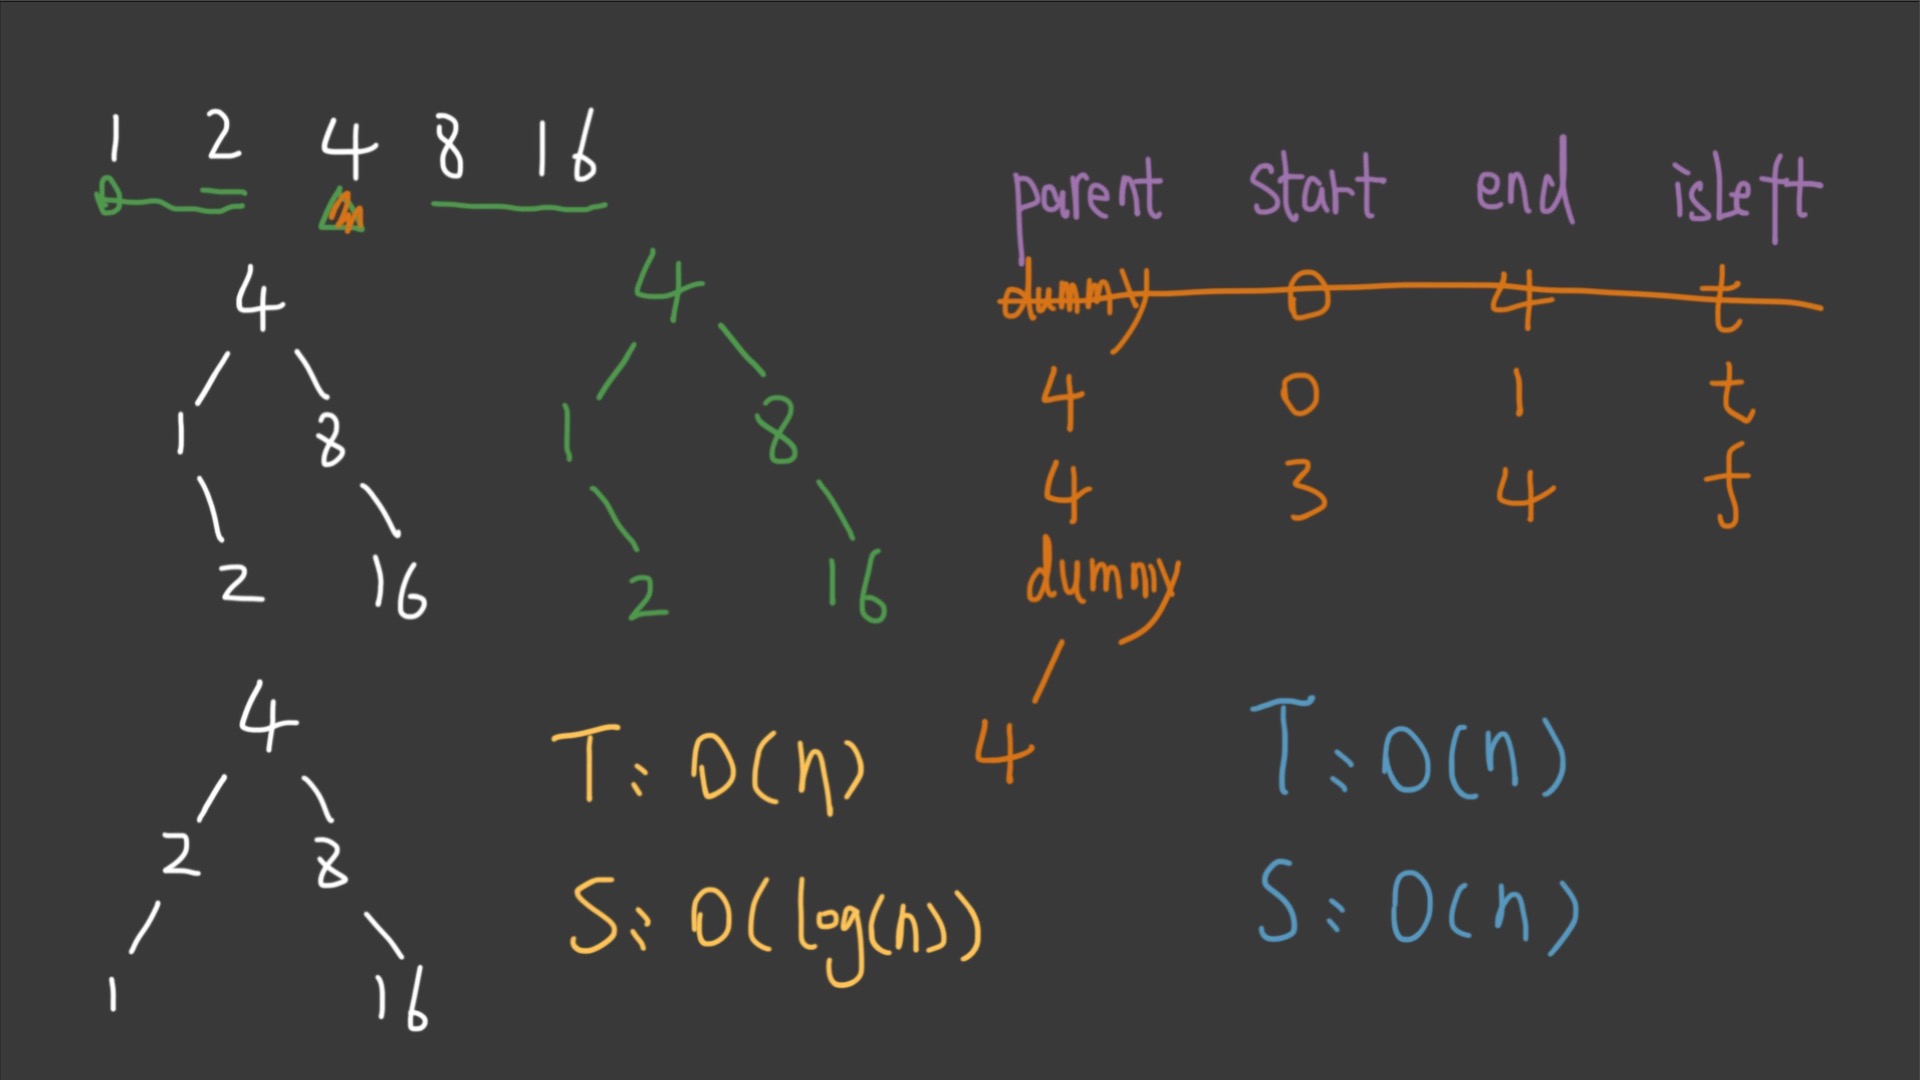 1 2 4 8 16
m
4
1 8
2 16
4
2 8
1 16
4
1 8
2 16
parent start end isLeft
dummy 0 4 t
4 0 1 t
4 3 4 f
dummy
4
T: O(n)
S: O(log(n))
T: O(n)
S: O(n)